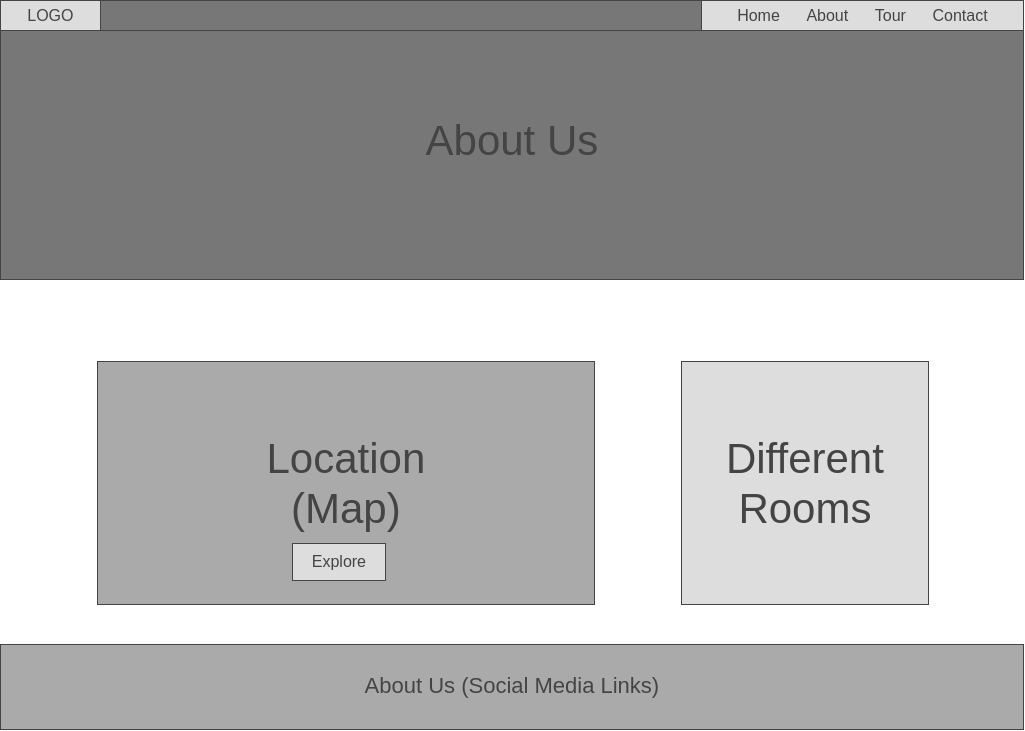 LOGO Home About Tour Contact
About Us
Location
(Map)
Explore
Different
Rooms
About Us (Social Media Links)